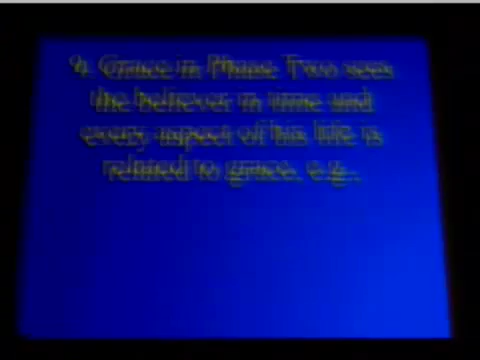 Grace in Phase Two sees
the believer in time and
every aspect of his life is
related to grace, e.g.,